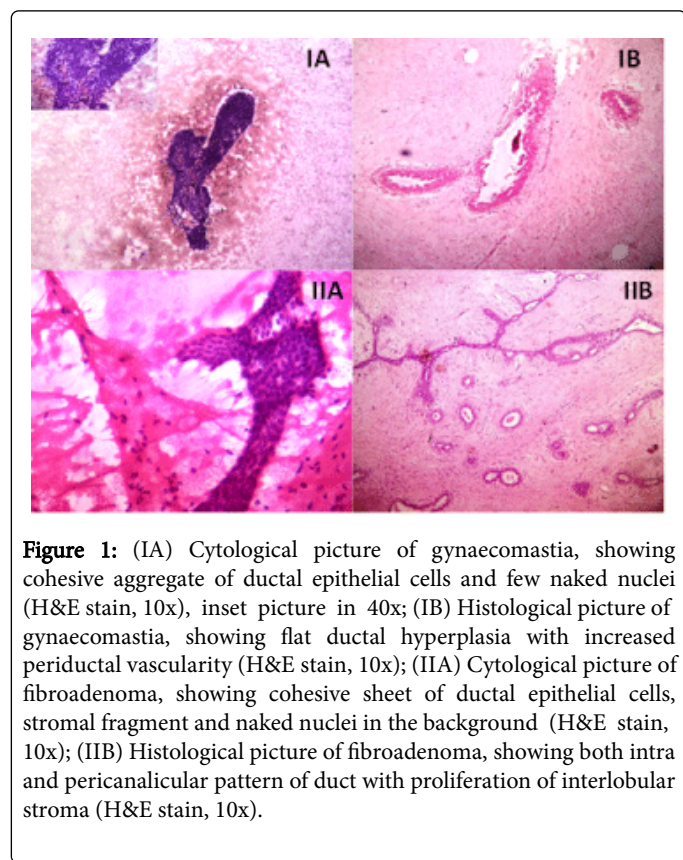 IA
IB
IIA
IIB
Figure 1: (IA) Cytological picture of gynaecomastia, showing
cohesive aggregate of ductal epithelial cells and few naked nuclei
(H&E stain, 10x), inset picture in 40x; (IB) Histological picture of
gynaecomastia, showing flat ductal hyperplasia with increased
periductal vascularity (H&E stain, 10x); (IIA) Cytological picture of
fibroadenoma, showing cohesive sheet of ductal epithelial cells,
stromal fragment and naked nuclei in the background (H&E stain,
10x); (IIB) Histological picture of fibroadenoma, showing both intra
and pericanalicular pattern of duct with proliferation of interlobular
stroma (H&E stain, 10x).